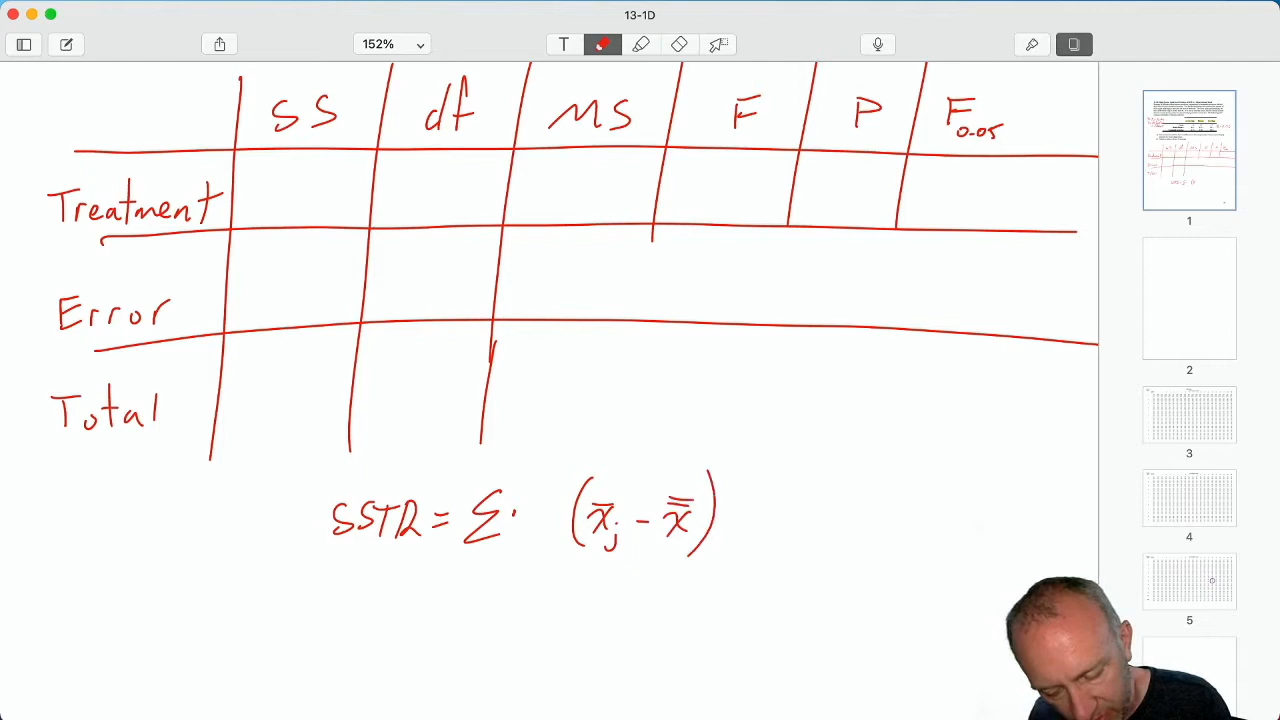 13-1D
152%
T
SS df MS F P F0.05
Treatment
Error
Total
SSTR = Σ· (x̄j - x̿)
1
2
3
4
5